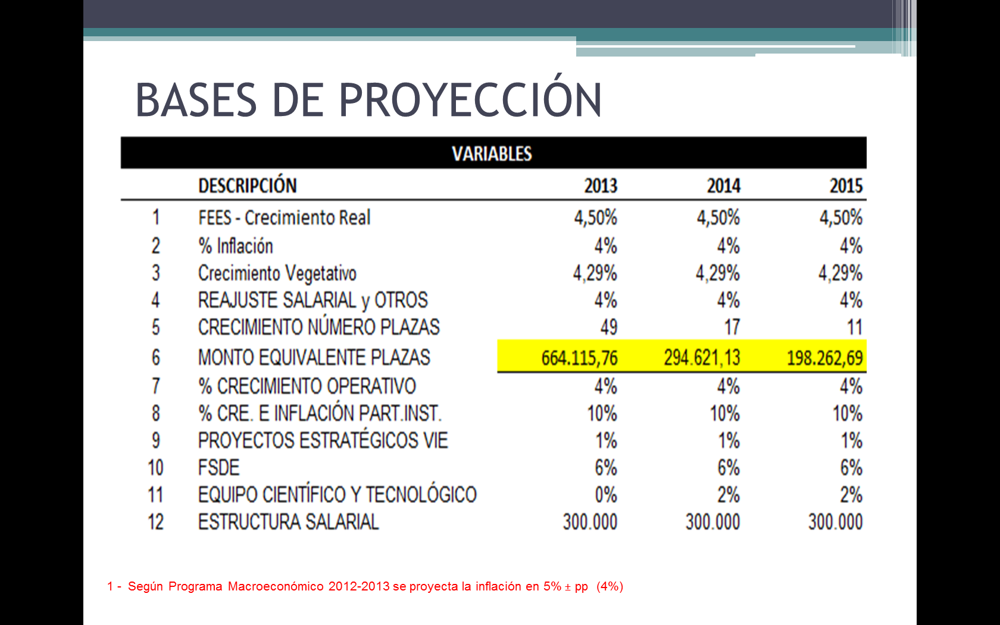 BASES DE PROYECCIÓN
VARIABLES
DESCRIPCIÓN 2013 2014 2015
1 FEES - Crecimiento Real 4,50% 4,50% 4,50%
2 % Inflación 4% 4% 4%
3 Crecimiento Vegetativo 4,29% 4,29% 4,29%
4 REAJUSTE SALARIAL y OTROS 4% 4% 4%
5 CRECIMIENTO NÚMERO PLAZAS 49 17 11
6 MONTO EQUIVALENTE PLAZAS 664.115,76 294.621,13 198.262,69
7 % CRECIMIENTO OPERATIVO 4% 4% 4%
8 % CRE. E INFLACIÓN PART.INST. 10% 10% 10%
9 PROYECTOS ESTRATÉGICOS VIE 1% 1% 1%
10 FSDE 6% 6% 6%
11 EQUIPO CIENTÍFICO Y TECNOLÓGICO 0% 2% 2%
12 ESTRUCTURA SALARIAL 300.000 300.000 300.000
1 - Según Programa Macroeconómico 2012-2013 se proyecta la inflación en 5% ± pp (4%)